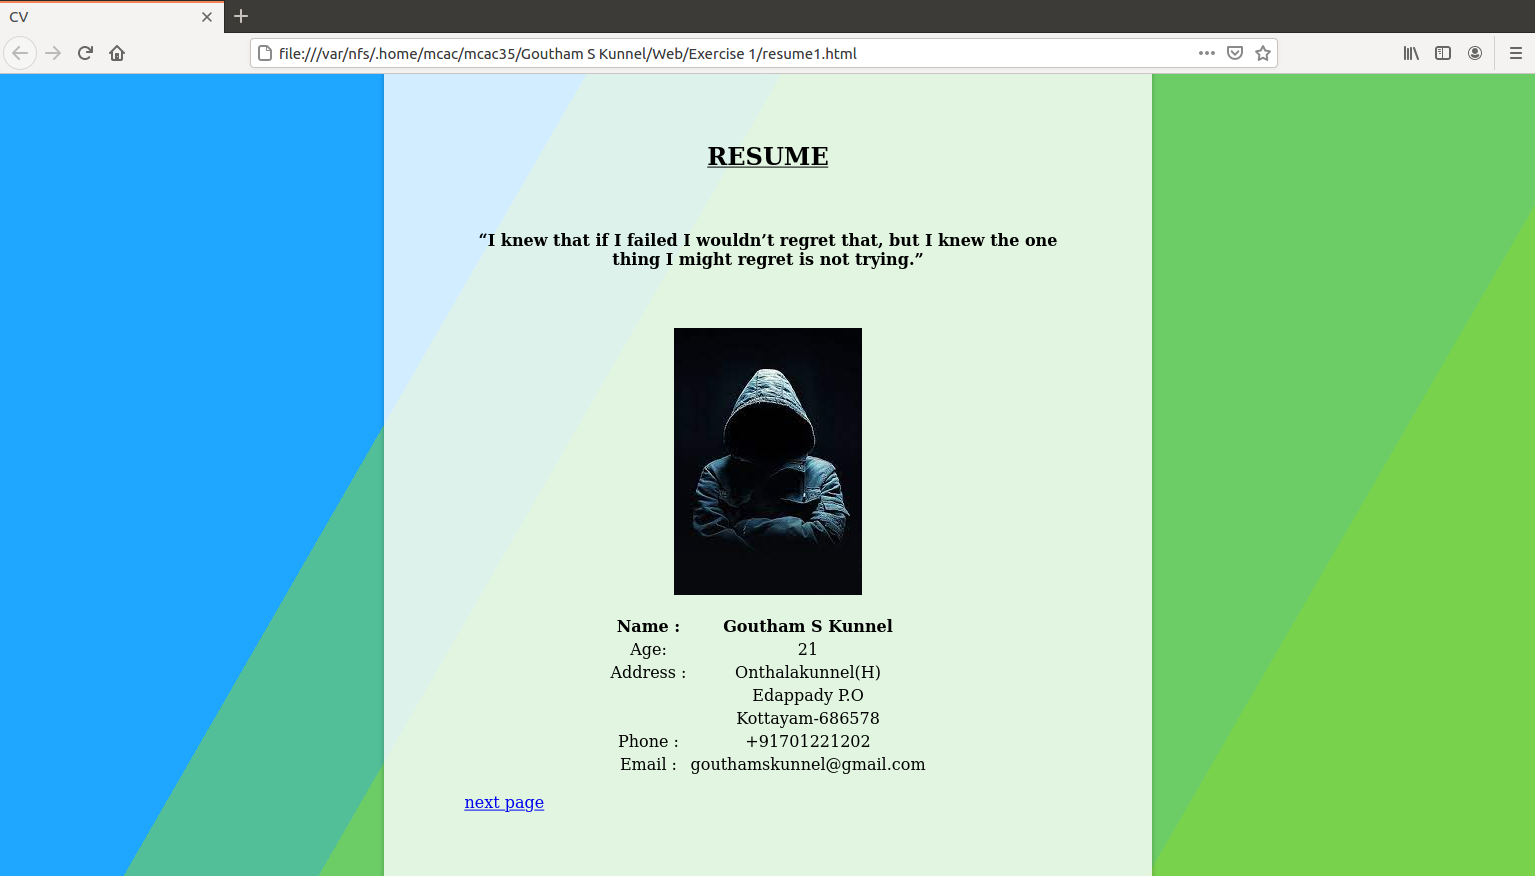 CV
file:///var/nfs/.home/mcac/mcac35/Goutham S Kunnel/Web/Exercise 1/resume1.html
RESUME
“I knew that if I failed I wouldn’t regret that, but I knew the one
thing I might regret is not trying.”
Name : Goutham S Kunnel
Age: 21
Address : Onthalakunnel(H)
Edappady P.O
Kottayam-686578
Phone : +91701221202
Email : gouthamskunnel@gmail.com
next page